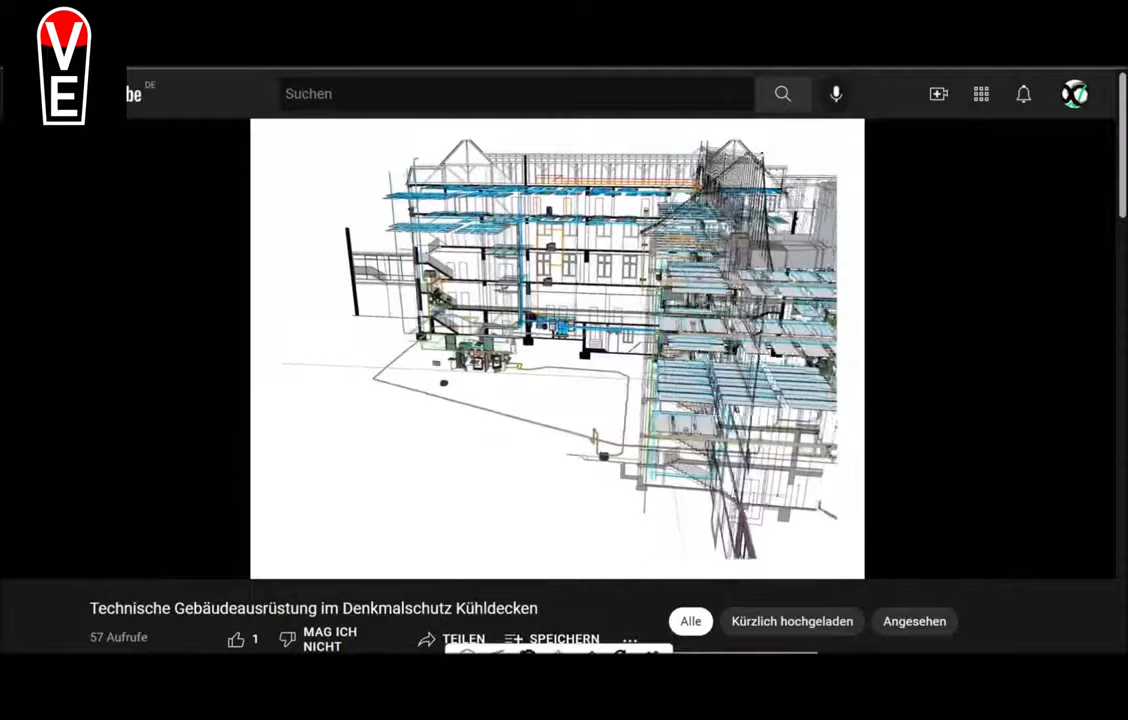 VE
be DE
Suchen
Technische Gebäudeausrüstung im Denkmalschutz Kühldecken
57 Aufrufe
1
MAG ICH
NICHT
TEILEN
SPEICHERN
Alle
Kürzlich hochgeladen
Angesehen